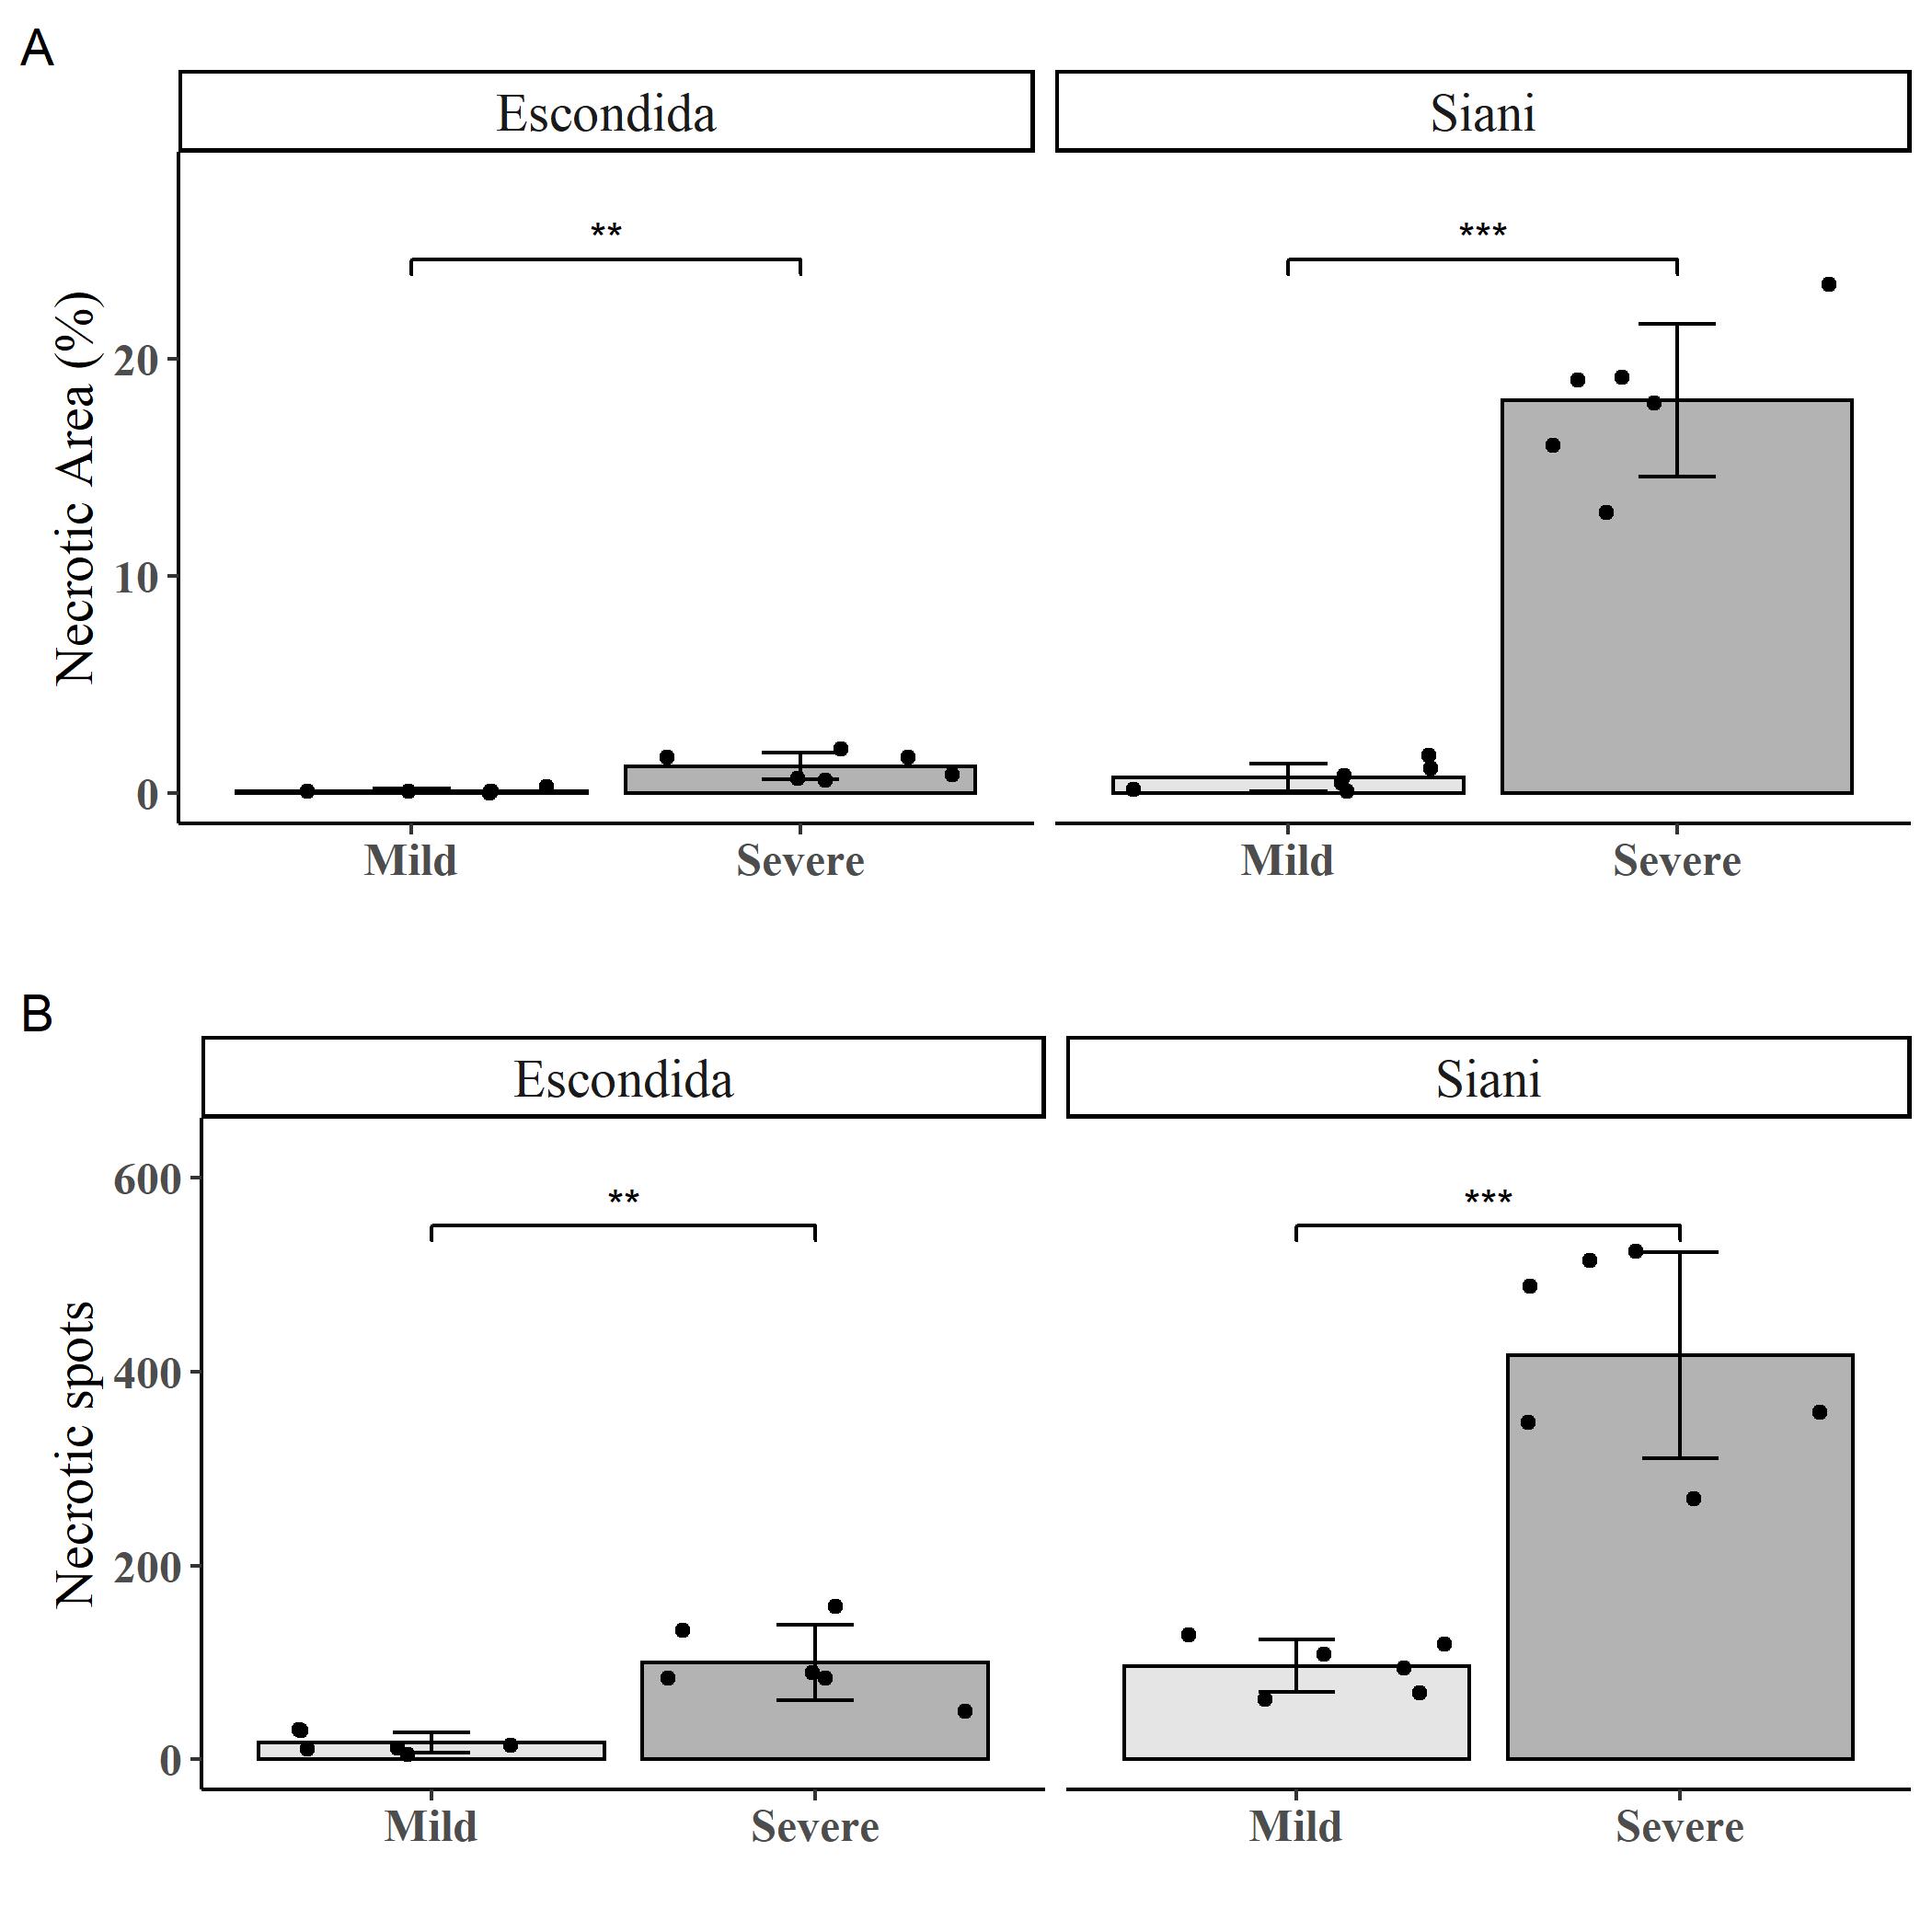 A
Escondida
Siani
**
***
Necrotic Area (%)
20
10
0
Mild
Severe
Mild
Severe
B
Escondida
Siani
**
***
Necrotic spots
600
400
200
0
Mild
Severe
Mild
Severe